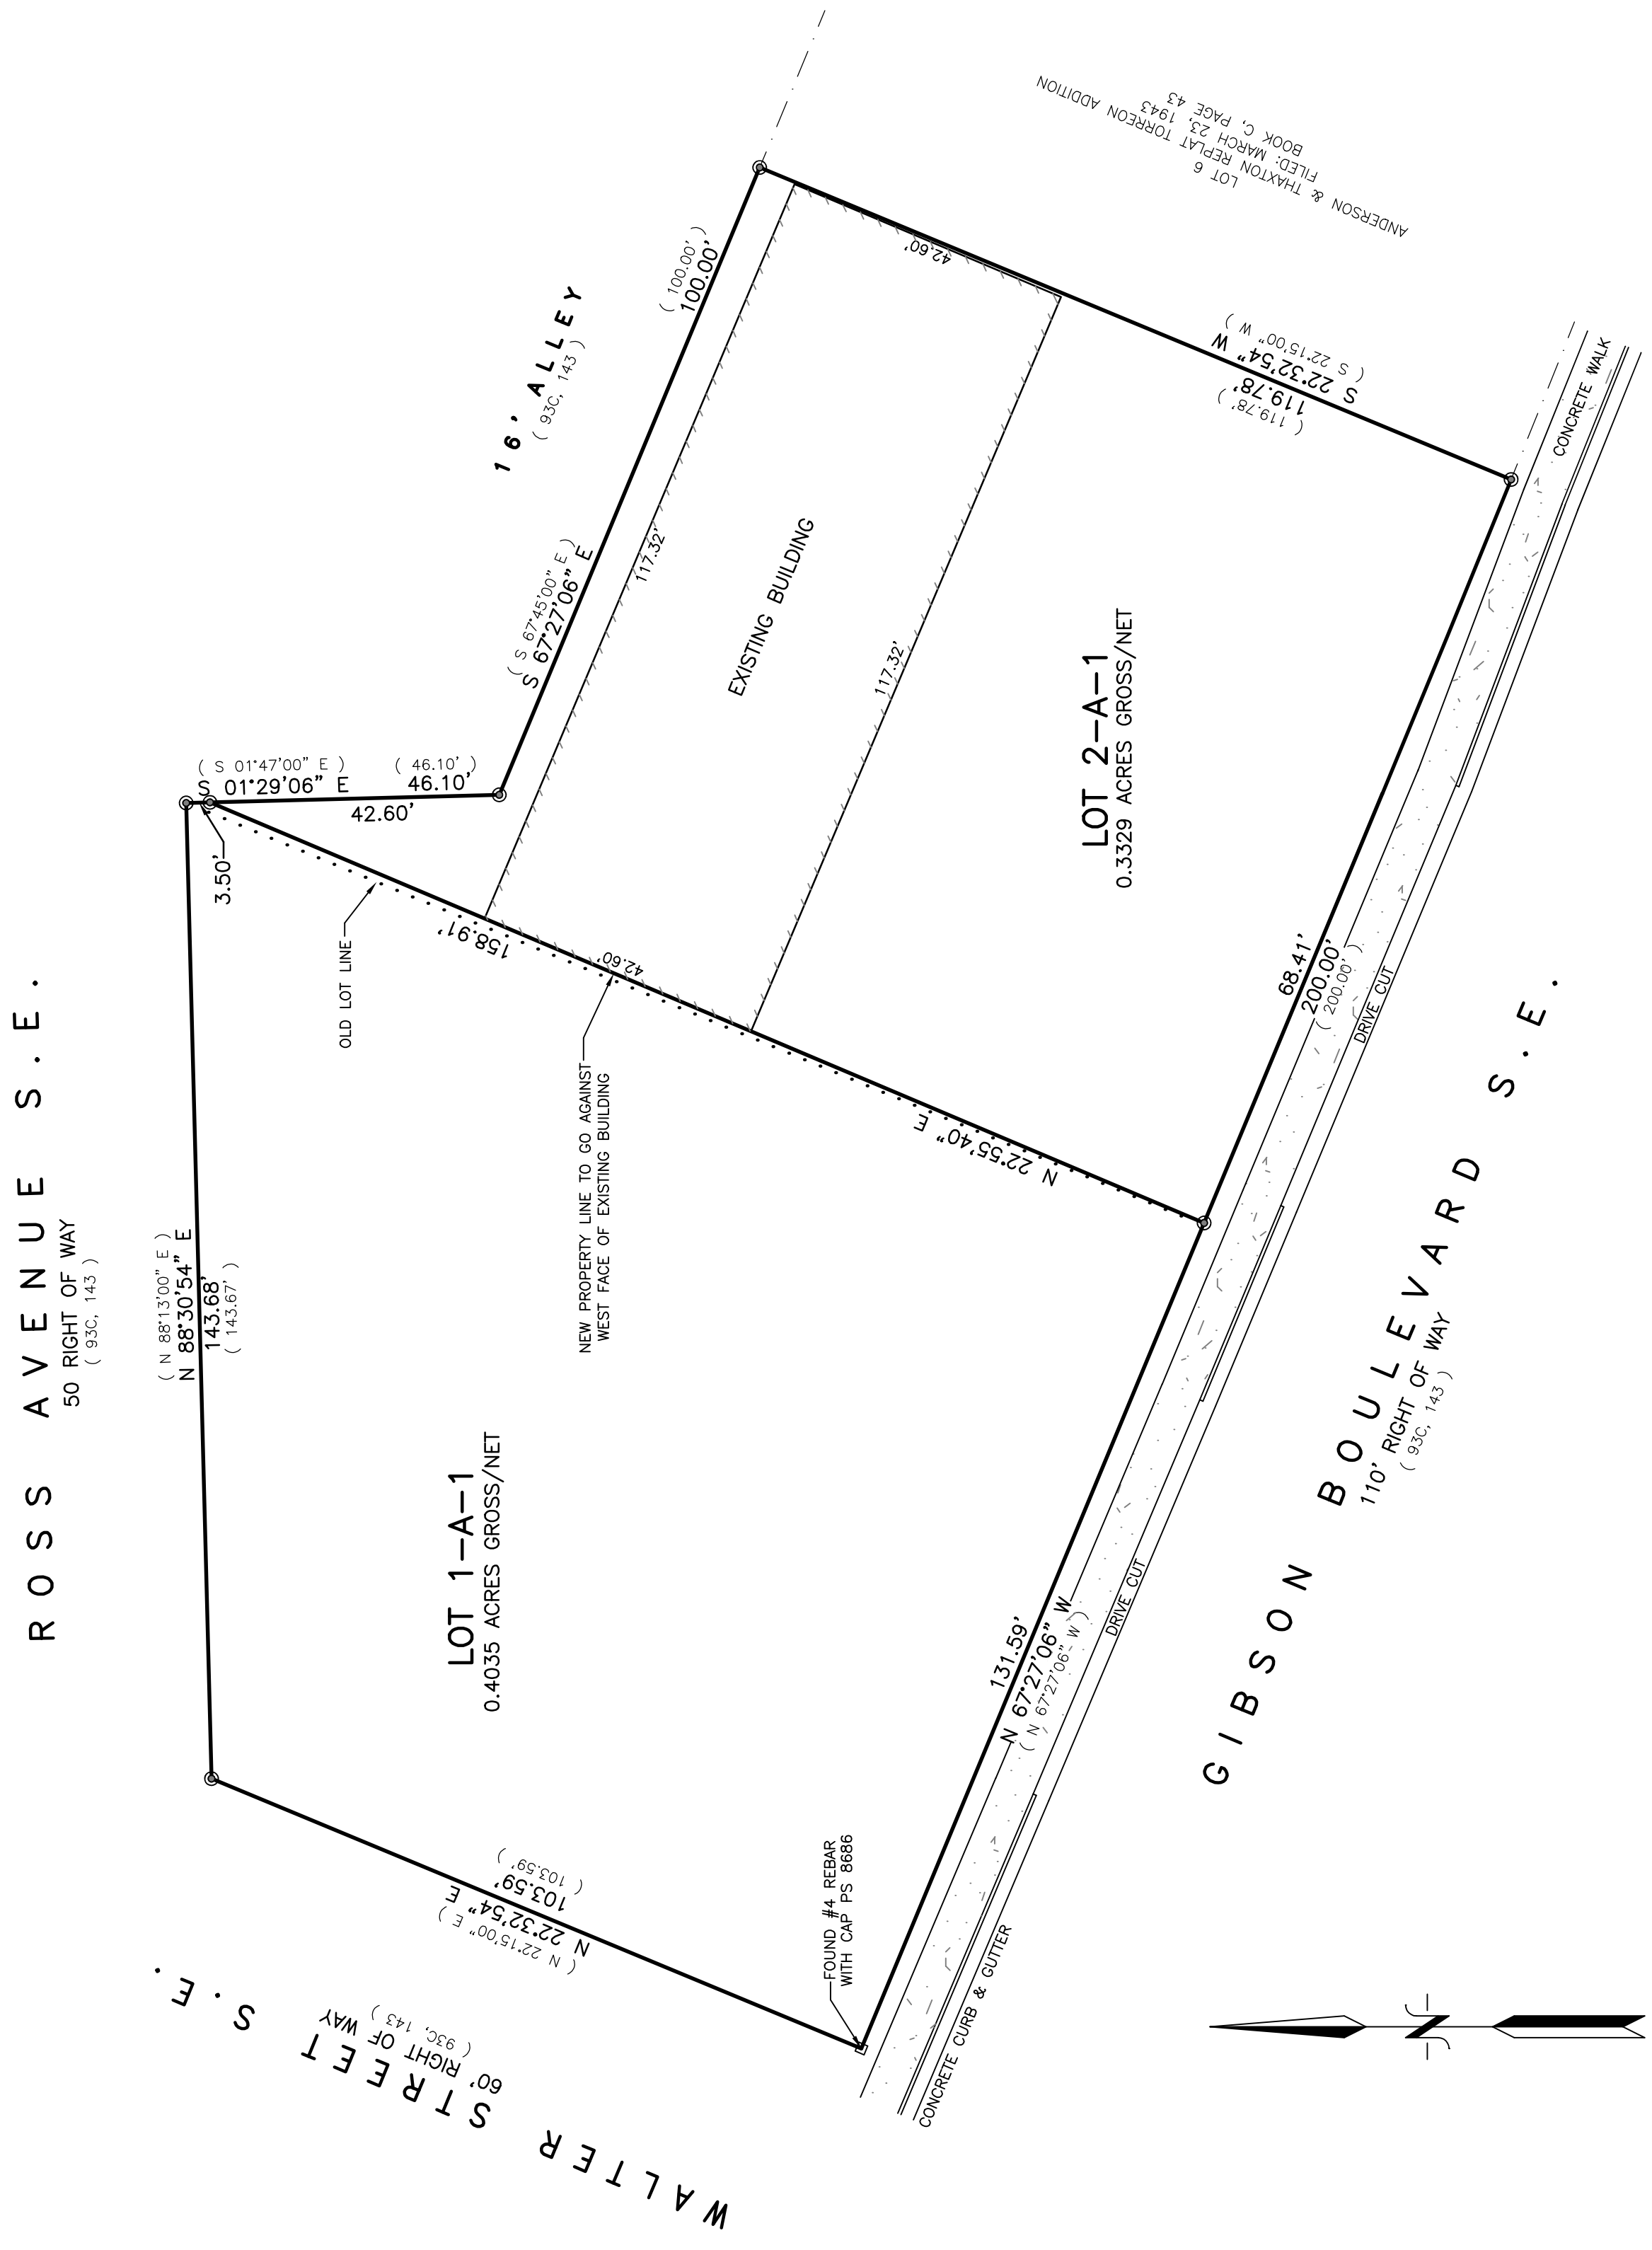 ROSS AVENUE S.E.
50 RIGHT OF WAY
( 93C, 143 )
( N 88°13'00" E )
N 88°30'54" E
143.68'
( 143.67' )
( S 01°47'00" E )
S 01°29'06" E
( 46.10' )
46.10'
42.60'
3.50'
16' ALLEY
( 93C, 143 )
( S 67°45'00" E )
S 67°27'06" E
( 100.00' )
100.00'
LOT 6
ANDERSON & THAXTON REPLAT TORREON ADDITION
FILED: MARCH 23, 1943
BOOK C, PAGE 43
S 22°32'54" W
( S 22°15'00" W )
119.78'
( 119.78' )
OLD LOT LINE
158.91'
N 22°55'40" E
NEW PROPERTY LINE TO GO AGAINST
WEST FACE OF EXISTING BUILDING
117.32'
42.60'
EXISTING BUILDING
117.32'
42.60'
LOT 2-A-1
0.3329 ACRES GROSS/NET
LOT 1-A-1
0.4035 ACRES GROSS/NET
WALTER STREET S.E.
60' RIGHT OF WAY
( 93C, 143 )
N 22°32'54" E
( N 22°15'00" E )
103.59'
( 103.59' )
FOUND #4 REBAR
WITH CAP PS 8686
131.59'
N 67°27'06" W
( N 67°27'06" W )
68.41'
200.00'
( 200.00' )
CONCRETE WALK
DRIVE CUT
DRIVE CUT
CONCRETE CURB & GUTTER
GIBSON BOULEVARD S.E.
110' RIGHT OF WAY
( 93C, 143 )
N